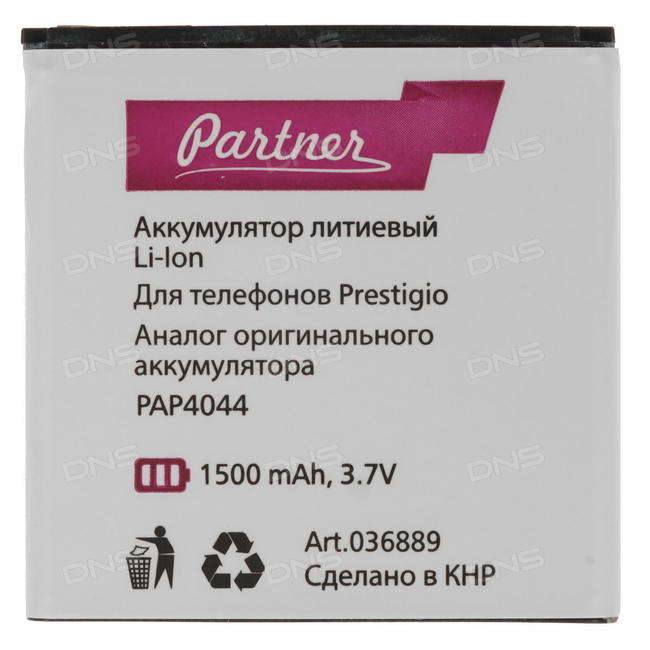 Partner
Аккумулятор литиевый
Li-Ion
Для телефонов Prestigio
Аналог оригинального
аккумулятора
PAP4044
1500 mAh, 3.7V
Art.036889
Сделано в КНР
DNS